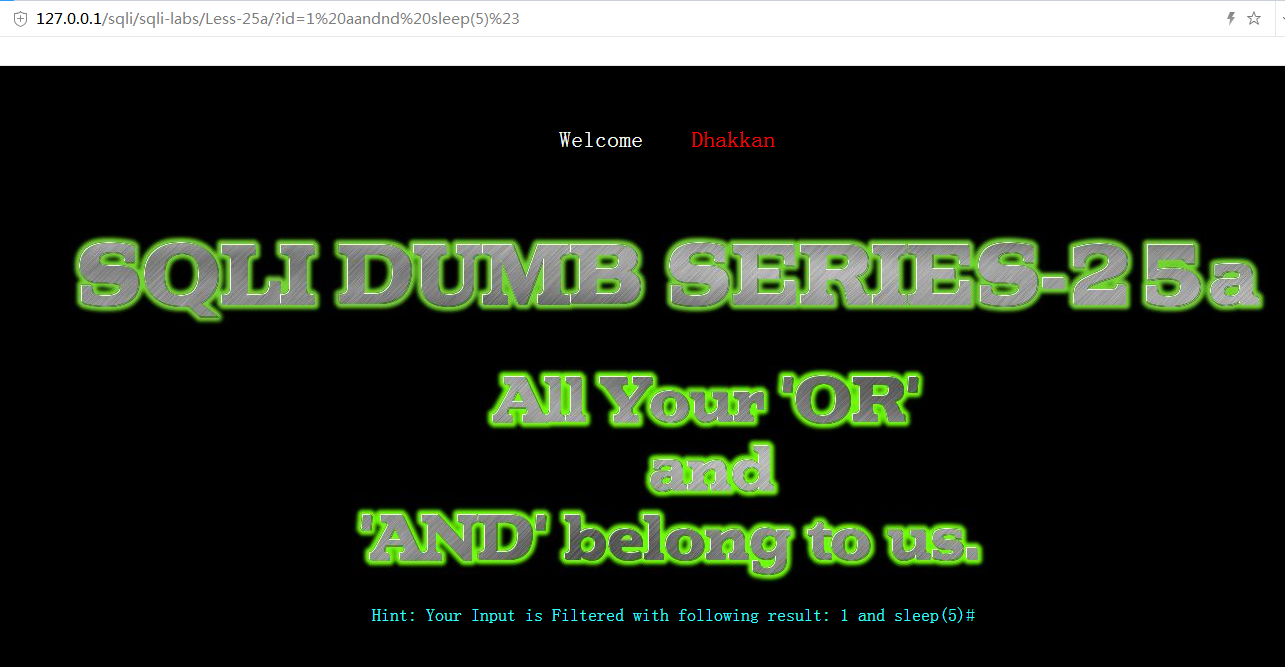 127.0.0.1/sqli/sqli-labs/Less-25a/?id=1%20aandnd%20sleep(5)%23
Welcome Dhakkan
SQLI DUMB SERIES-25a
All Your 'OR'
and
'AND' belong to us.
Hint: Your Input is Filtered with following result: 1 and sleep(5)#